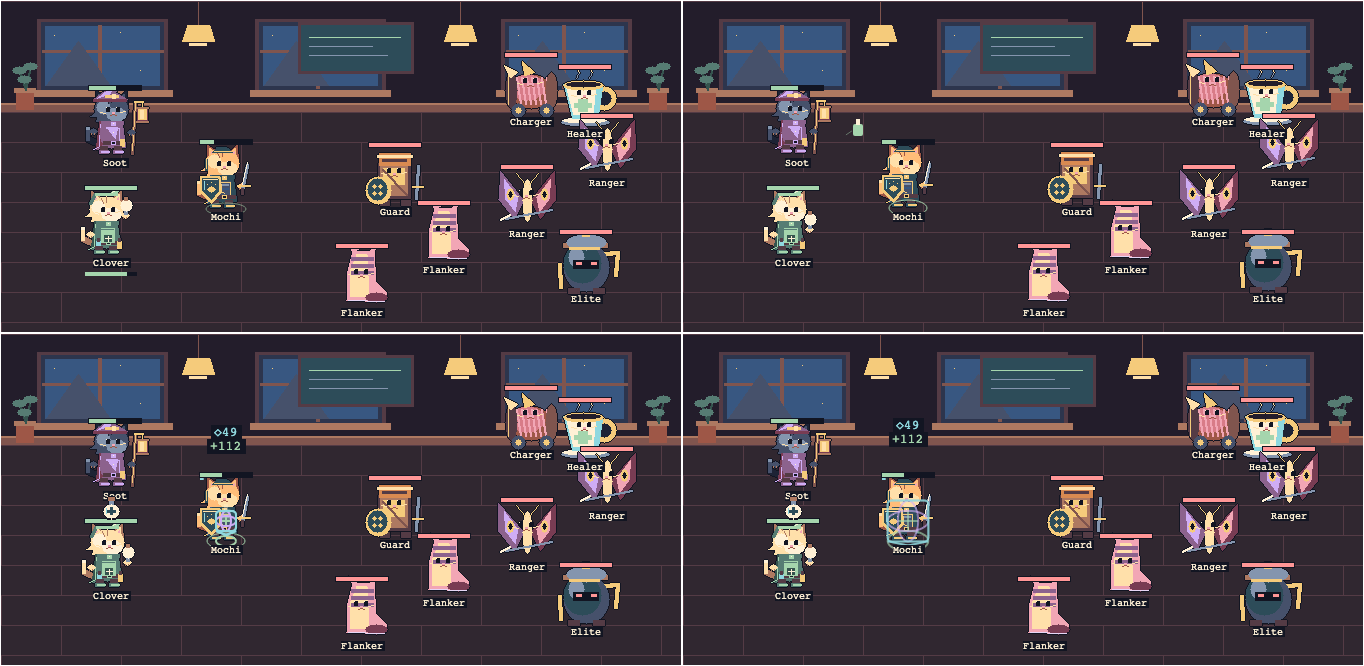 Charger
Healer
Soot
Ranger
Mochi
Guard
Ranger
Clover
Flanker
Elite
Flanker
Charger
Healer
Soot
Ranger
Mochi
Guard
Ranger
Clover
Flanker
Elite
Flanker
◇49
+112
Charger
Healer
Soot
Ranger
Mochi
Guard
Ranger
Clover
Flanker
Elite
Flanker
◇49
+112
Charger
Healer
Soot
Ranger
Mochi
Guard
Ranger
Clover
Flanker
Elite
Flanker